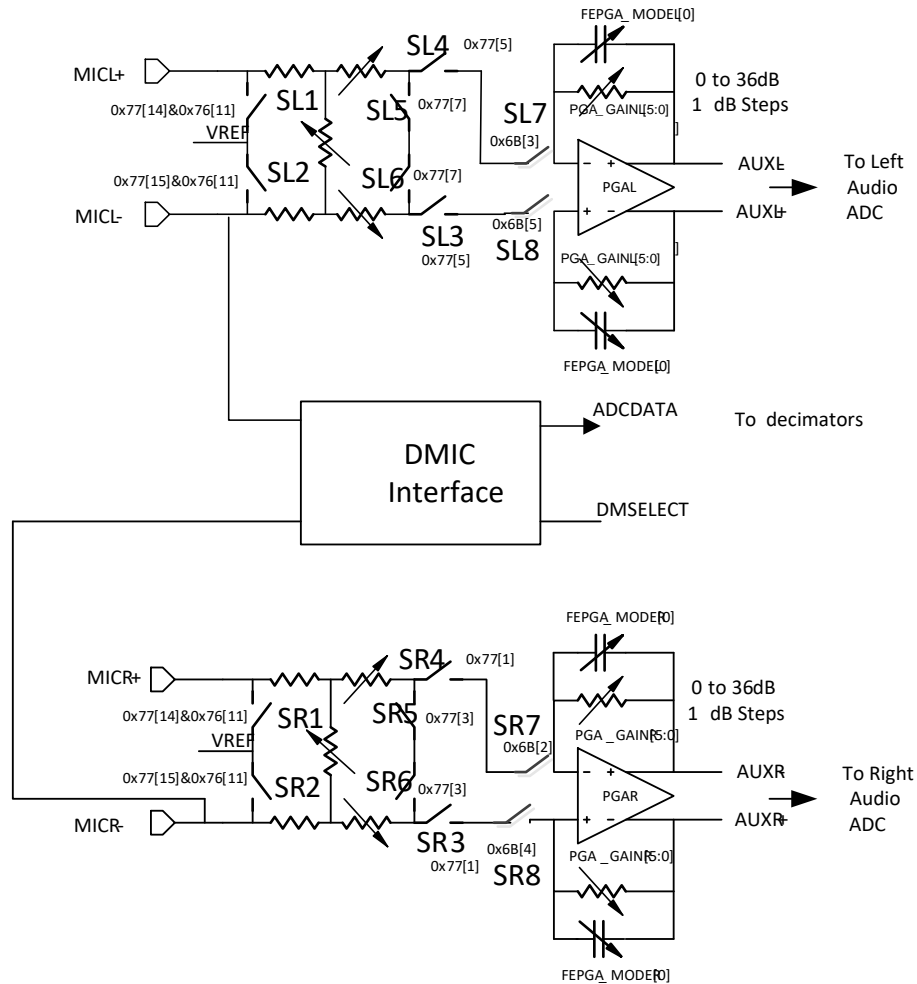 FEPGA_MODEL[0]
SL4 0x77[5]
MICL+
0 to 36dB
1 dB Steps
SL1 SL5 0x77[7] SL7 PGA_GAINL[5:0]
0x77[14]&0x76[11]
]
VREF
0x6B[3]
AUXL-
To Left
Audio
ADC
SL2 SL6 0x77[7]
PGAL
0x77[15]&0x76[11]
AUXL+
MICL-
SL3 0x6B[5]
0x77[5] SL8
PGA_GAINL[5:0]
]
FEPGA_MODEL[0]
ADCDATA
To decimators
DMIC
Interface
DMSELECT
FEPGA_MODER[0]
SR4 0x77[1]
MICR+
0 to 36dB
1 dB Steps
SR1 SR5 0x77[3] SR7
0x77[14]&0x76[11]
PGA_GAINR[5:0]
VREF
0x6B[2]
AUXR-
To Right
Audio
ADC
SR2 SR6 0x77[3]
PGAR
0x77[15]&0x76[11]
AUXR+
MICR-
SR3 0x6B[4]
0x77[1] SR8
PGA_GAINR[5:0]
FEPGA_MODER[0]